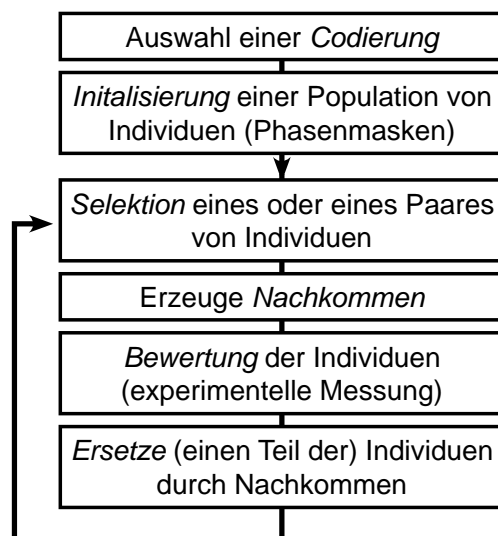 Auswahl einer Codierung
Initalisierung einer Population von
Individuen (Phasenmasken)
Selektion eines oder eines Paares
von Individuen
Erzeuge Nachkommen
Bewertung der Individuen
(experimentelle Messung)
Ersetze (einen Teil der) Individuen
durch Nachkommen